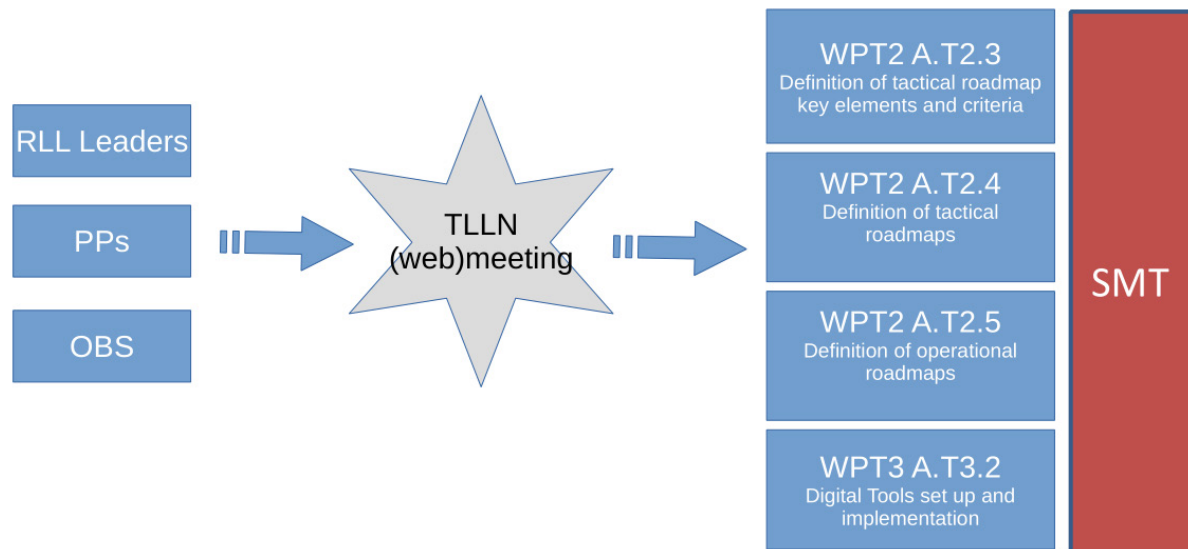 RLL Leaders
PPs
OBS
TLLN
(web)meeting
WPT2 A.T2.3
Definition of tactical roadmap
key elements and criteria
WPT2 A.T2.4
Definition of tactical
roadmaps
WPT2 A.T2.5
Definition of operational
roadmaps
WPT3 A.T3.2
Digital Tools set up and
implementation
SMT